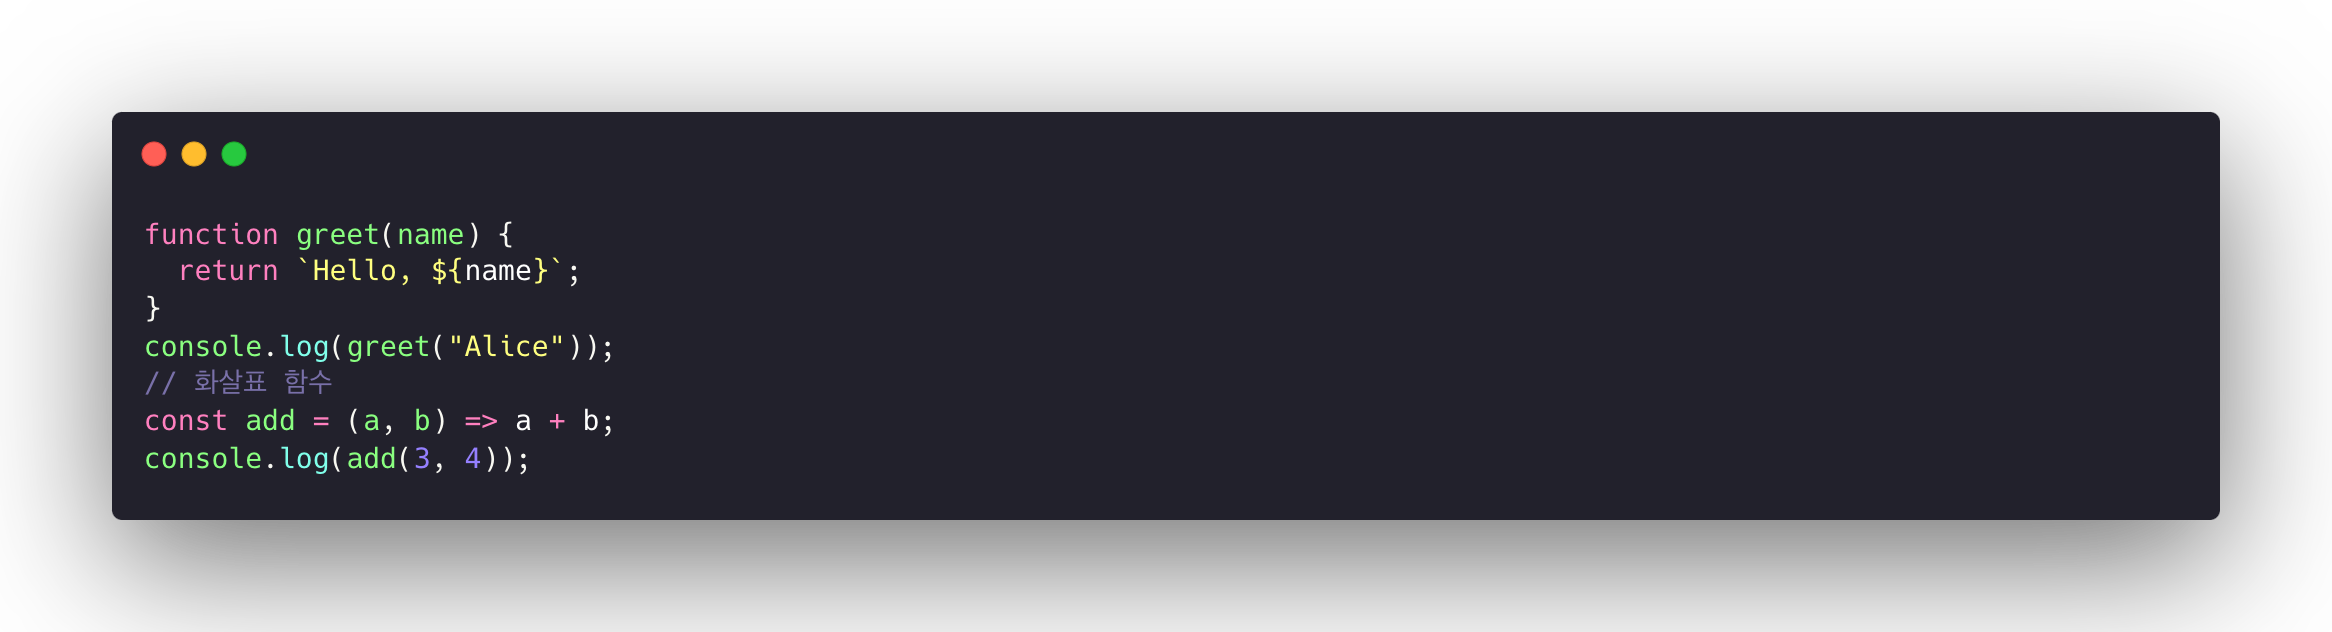 function greet(name) {
  return `Hello, ${name}`;
}
console.log(greet("Alice"));
// 화살표 함수
const add = (a, b) => a + b;
console.log(add(3, 4));